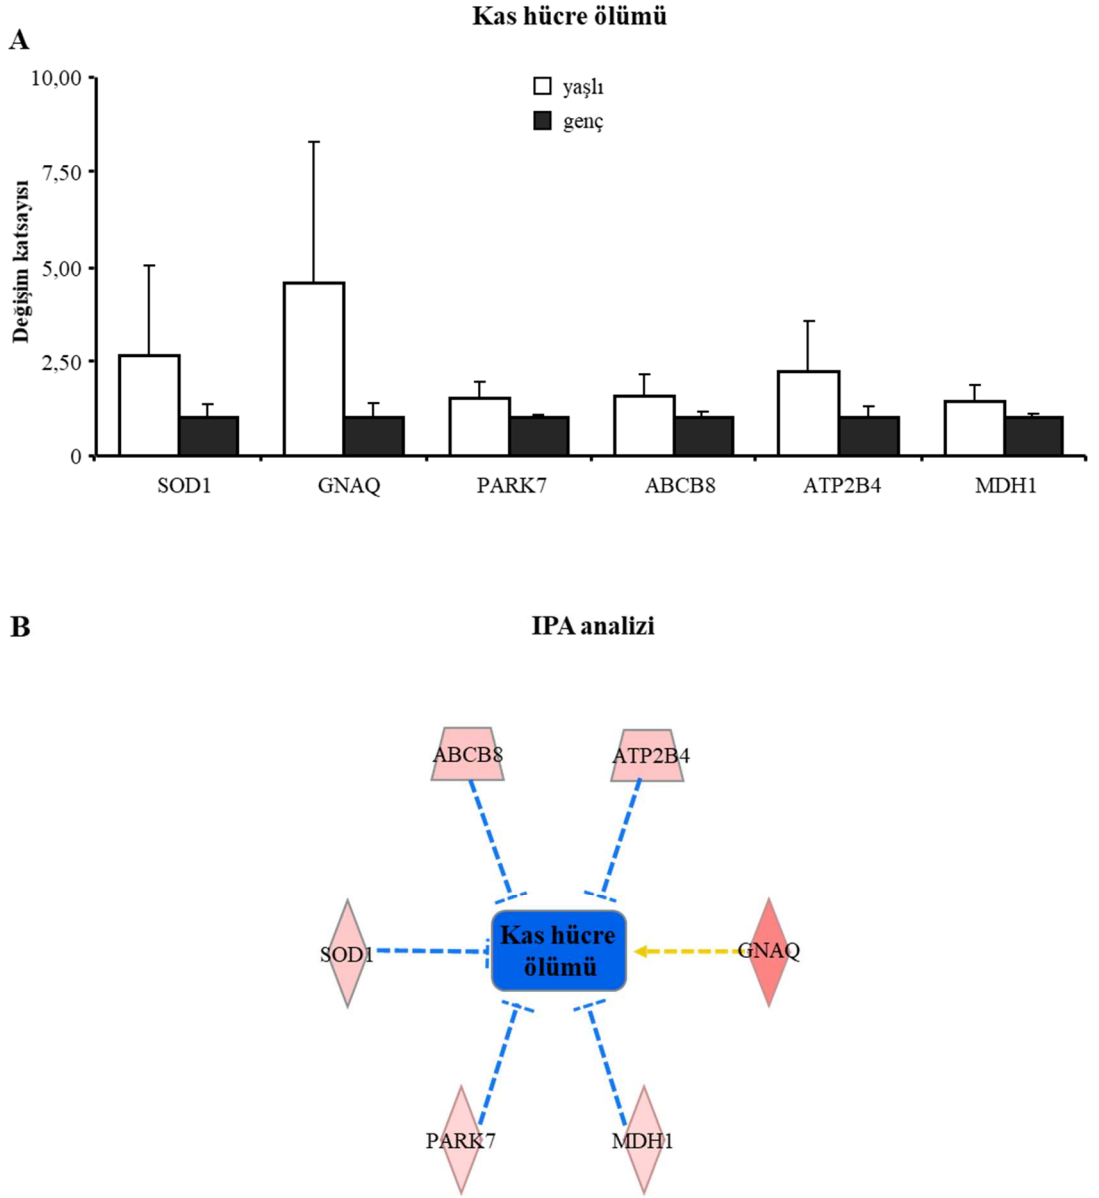 Kas hücre ölümü
A
10,00
yaşlı
genç
7,50
5,00
2,50
0
Değişim katsayısı
SOD1 GNAQ PARK7 ABCB8 ATP2B4 MDH1
B
IPA analizi
ABCB8 ATP2B4
SOD1
Kas hücre
ölümü
GNAQ
PARK7 MDH1